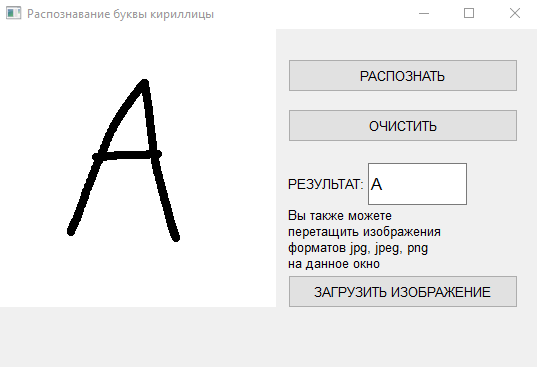 Распознавание буквы кириллицы
А
РАСПОЗНАТЬ
ОЧИСТИТЬ
РЕЗУЛЬТАТ: А
Вы также можете
перетащить изображения
форматов jpg, jpeg, png
на данное окно
ЗАГРУЗИТЬ ИЗОБРАЖЕНИЕ